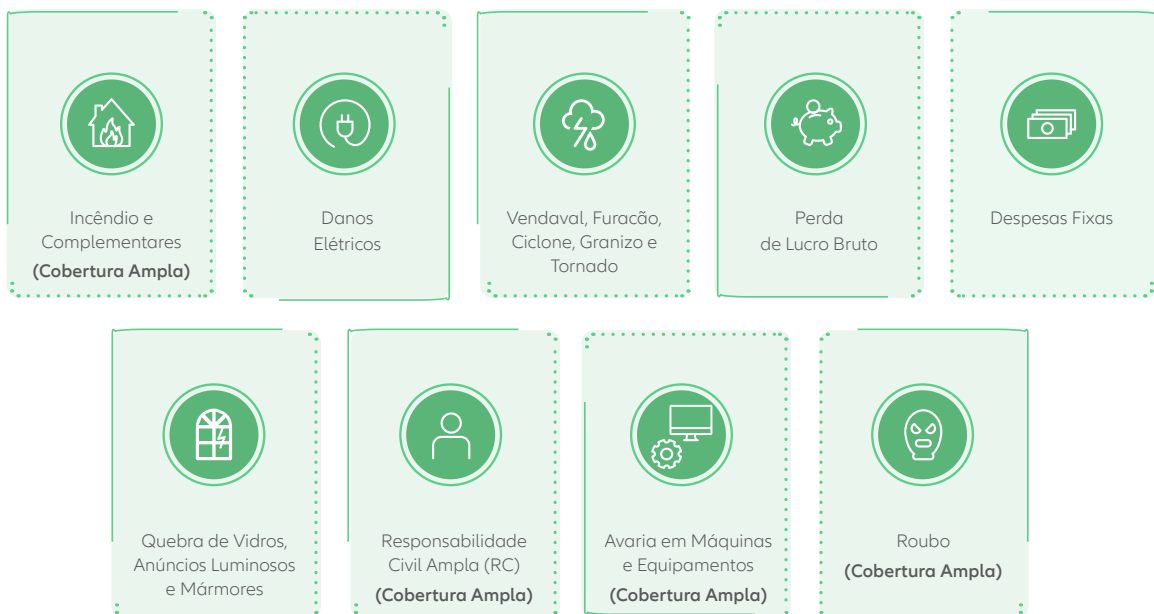 Incêndio e
Complementares
(Cobertura Ampla)
Danos
Elétricos
Vendaval, Furacão,
Ciclone, Granizo e
Tornado
Perda
de Lucro Bruto
Despesas Fixas
Quebra de Vidros,
Anúncios Luminosos
e Mármores
Responsabilidade
Civil Ampla (RC)
(Cobertura Ampla)
Avaria em Máquinas
e Equipamentos
(Cobertura Ampla)
Roubo
(Cobertura Ampla)